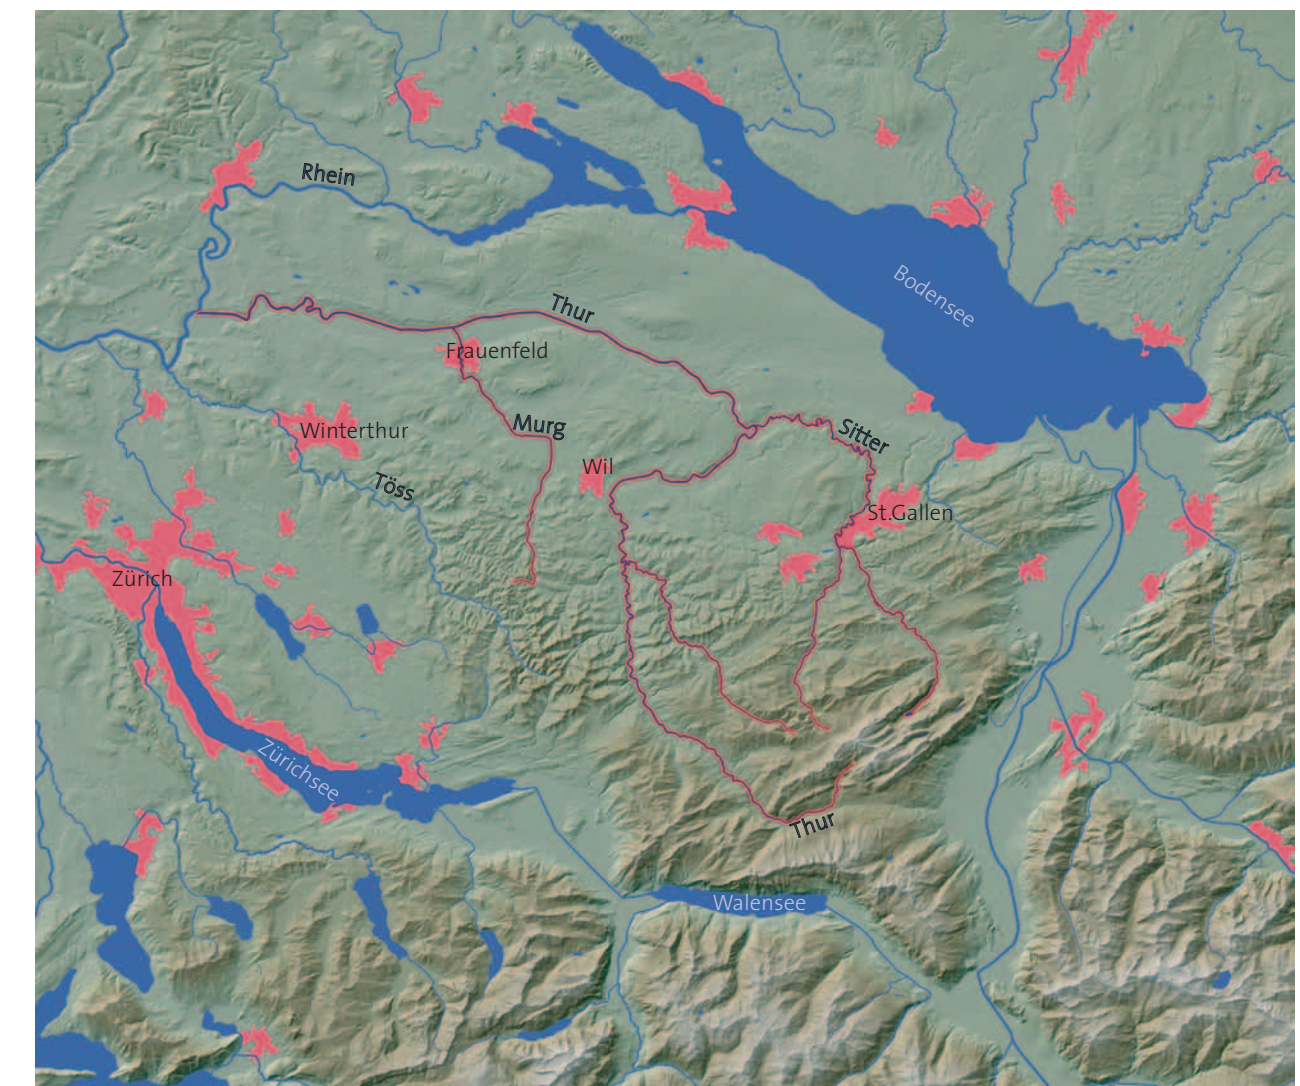 Rhein
Bodensee
Thur
Frauenfeld
Murg
Winterthur
Sitter
Wil
Töss
St.Gallen
Zürich
Zürichsee
Thur
Walensee